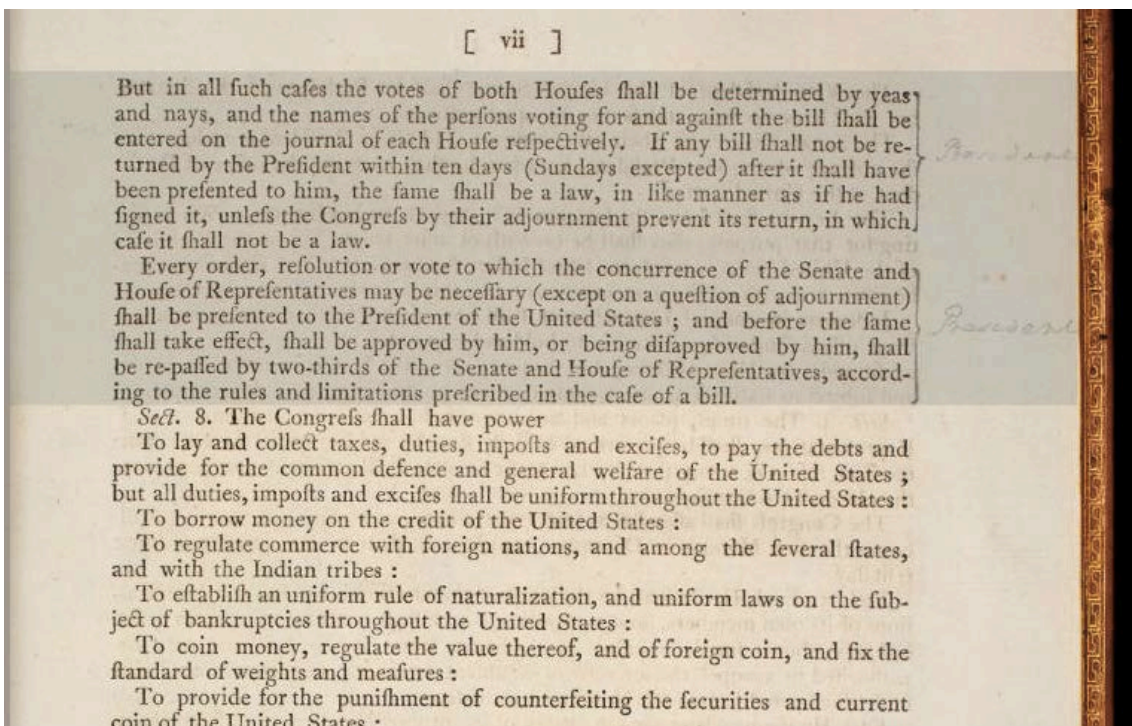 [ vii ]
But in all ſuch caſes the votes of both Houſes ſhall be determined by yeas
and nays, and the names of the perſons voting for and againſt the bill ſhall be
entered on the journal of each Houſe reſpectively. If any bill ſhall not be re-
turned by the Preſident within ten days (Sundays excepted) after it ſhall have
been preſented to him, the ſame ſhall be a law, in like manner as if he had
ſigned it, unleſs the Congreſs by their adjournment prevent its return, in which
caſe it ſhall not be a law.
Every order, reſolution or vote to which the concurrence of the Senate and
Houſe of Repreſentatives may be neceſſary (except on a queſtion of adjournment)
ſhall be preſented to the Preſident of the United States ; and before the ſame
ſhall take effect, ſhall be approved by him, or being diſapproved by him, ſhall
be re-paſſed by two-thirds of the Senate and Houſe of Repreſentatives, accord-
ing to the rules and limitations preſcribed in the caſe of a bill.
Sect. 8. The Congreſs ſhall have power
To lay and collect taxes, duties, impoſts and exciſes, to pay the debts and
provide for the common defence and general welfare of the United States ;
but all duties, impoſts and exciſes ſhall be uniform throughout the United States :
To borrow money on the credit of the United States :
To regulate commerce with foreign nations, and among the ſeveral ſtates,
and with the Indian tribes :
To eſtabliſh an uniform rule of naturalization, and uniform laws on the ſub-
ject of bankruptcies throughout the United States :
To coin money, regulate the value thereof, and of foreign coin, and fix the
ſtandard of weights and meaſures :
To provide for the puniſhment of counterfeiting the ſecurities and current
coin of the United States :
President
President